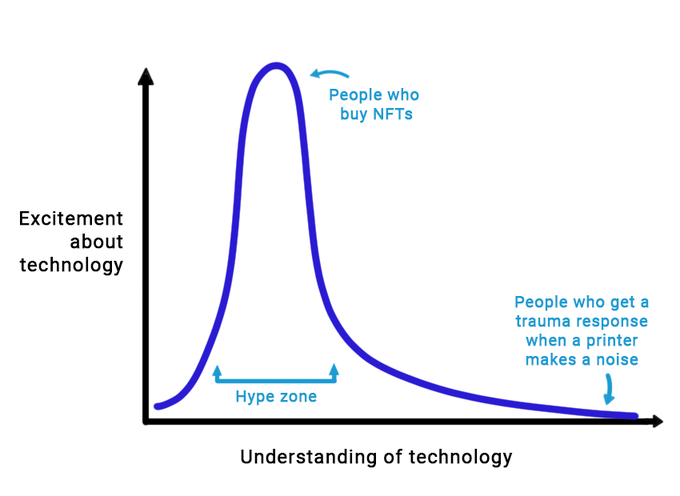 People who
buy NFTs
Excitement
about
technology
People who get a
trauma response
when a printer
makes a noise
Hype zone
Understanding of technology